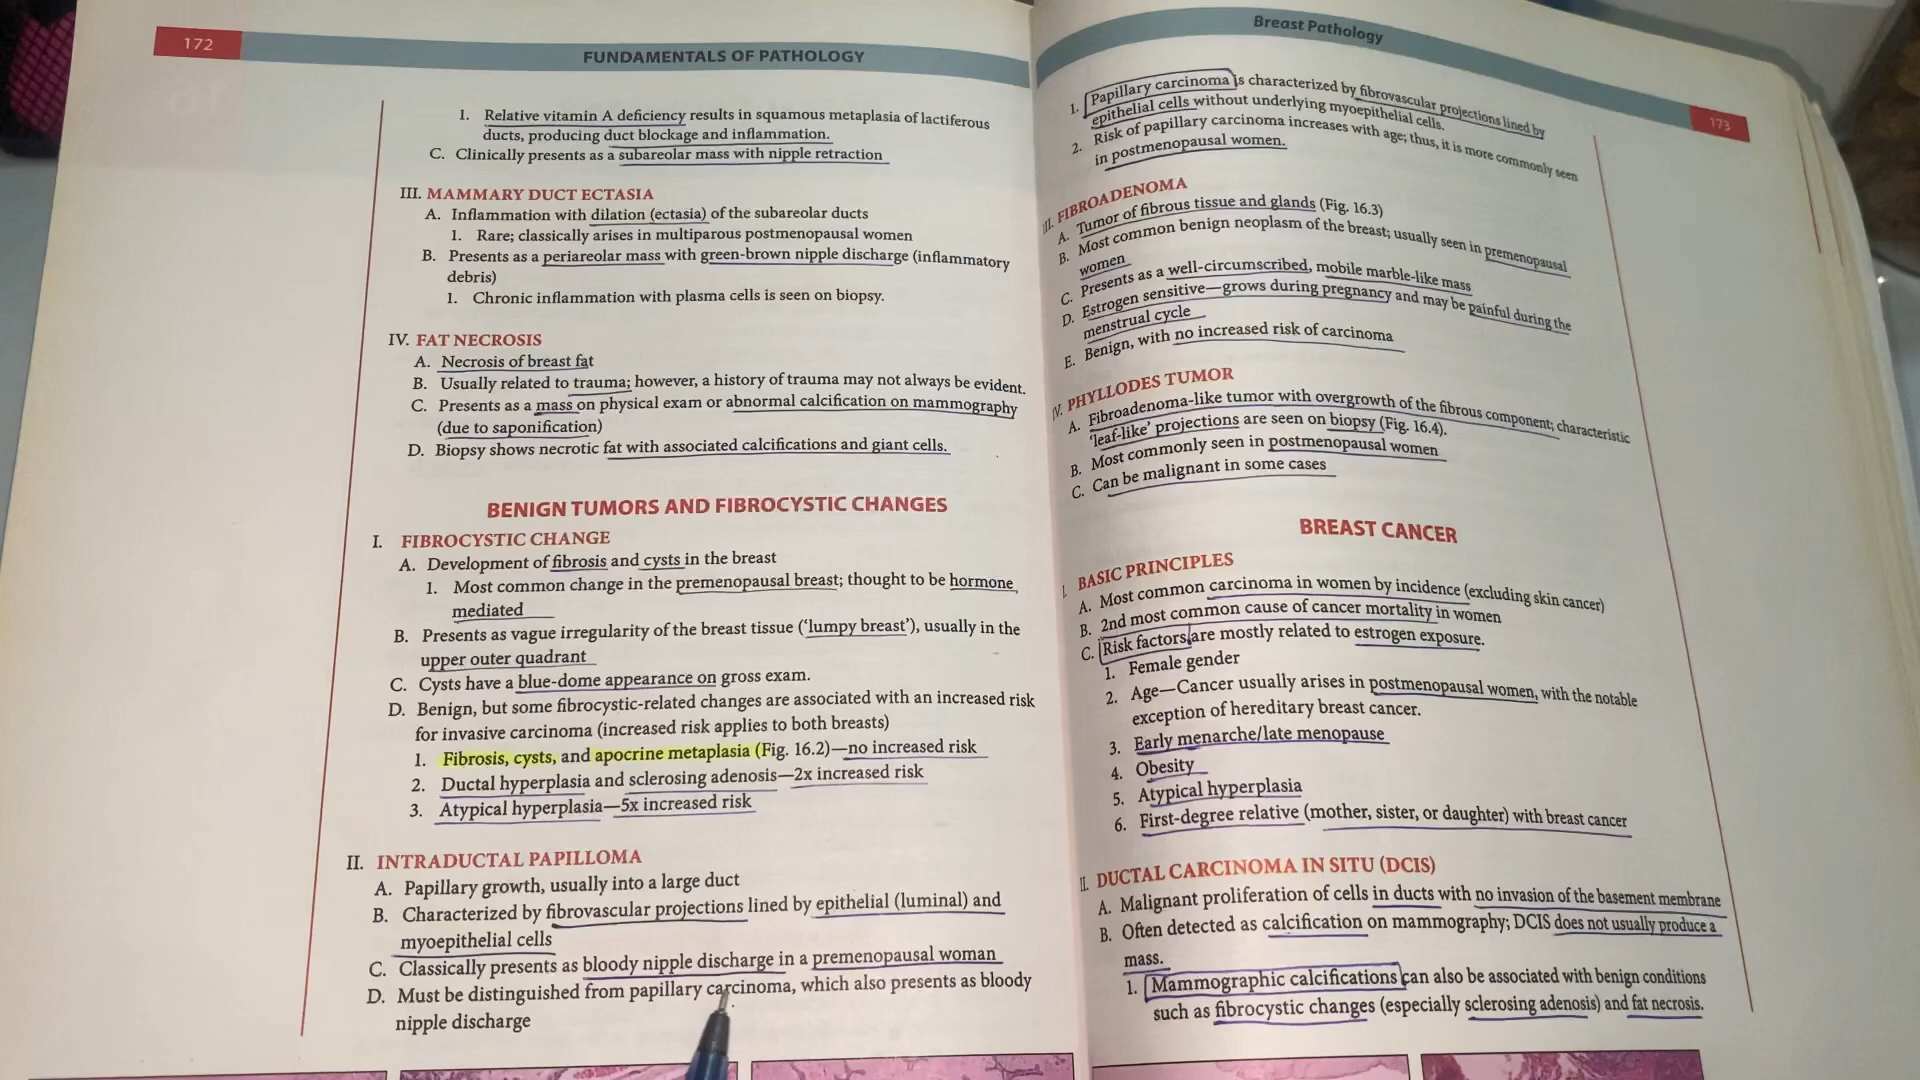 172
FUNDAMENTALS OF PATHOLOGY
1. Relative vitamin A deficiency results in squamous metaplasia of lactiferous
ducts, producing duct blockage and inflammation.
C. Clinically presents as a subareolar mass with nipple retraction
III. MAMMARY DUCT ECTASIA
A. Inflammation with dilation (ectasia) of the subareolar ducts
1. Rare; classically arises in multiparous postmenopausal women
B. Presents as a periareolar mass with green-brown nipple discharge (inflammatory
debris)
1. Chronic inflammation with plasma cells is seen on biopsy.
IV. FAT NECROSIS
A. Necrosis of breast fat
B. Usually related to trauma; however, a history of trauma may not always be evident.
C. Presents as a mass on physical exam or abnormal calcification on mammography
(due to saponification)
D. Biopsy shows necrotic fat with associated calcifications and giant cells.
BENIGN TUMORS AND FIBROCYSTIC CHANGES
I. FIBROCYSTIC CHANGE
A. Development of fibrosis and cysts in the breast
1. Most common change in the premenopausal breast; thought to be hormone
mediated
B. Presents as vague irregularity of the breast tissue ('lumpy breast'), usually in the
upper outer quadrant
C. Cysts have a blue-dome appearance on gross exam.
D. Benign, but some fibrocystic-related changes are associated with an increased risk
for invasive carcinoma (increased risk applies to both breasts)
1. Fibrosis, cysts, and apocrine metaplasia (Fig. 16.2)—no increased risk
2. Ductal hyperplasia and sclerosing adenosis—2x increased risk
3. Atypical hyperplasia—5x increased risk
II. INTRADUCTAL PAPILLOMA
A. Papillary growth, usually into a large duct
B. Characterized by fibrovascular projections lined by epithelial (luminal) and
myoepithelial cells
C. Classically presents as bloody nipple discharge in a premenopausal woman
D. Must be distinguished from papillary carcinoma, which also presents as bloody
nipple discharge
Breast Pathology
173
1. Papillary carcinoma is characterized by fibrovascular projections lined by
epithelial cells without underlying myoepithelial cells.
2. Risk of papillary carcinoma increases with age; thus, it is more commonly seen
in postmenopausal women.
III. FIBROADENOMA
A. Tumor of fibrous tissue and glands (Fig. 16.3)
B. Most common benign neoplasm of the breast; usually seen in premenopausal
women
C. Presents as a well-circumscribed, mobile marble-like mass
D. Estrogen sensitive—grows during pregnancy and may be painful during the
menstrual cycle
E. Benign, with no increased risk of carcinoma
IV. PHYLLODES TUMOR
A. Fibroadenoma-like tumor with overgrowth of the fibrous component; characteristic
'leaf-like' projections are seen on biopsy (Fig. 16.4).
B. Most commonly seen in postmenopausal women
C. Can be malignant in some cases
BREAST CANCER
I. BASIC PRINCIPLES
A. Most common carcinoma in women by incidence (excluding skin cancer)
B. 2nd most common cause of cancer mortality in women
C. Risk factors are mostly related to estrogen exposure.
1. Female gender
2. Age—Cancer usually arises in postmenopausal women, with the notable
exception of hereditary breast cancer.
3. Early menarche/late menopause
4. Obesity
5. Atypical hyperplasia
6. First-degree relative (mother, sister, or daughter) with breast cancer
II. DUCTAL CARCINOMA IN SITU (DCIS)
A. Malignant proliferation of cells in ducts with no invasion of the basement membrane
B. Often detected as calcification on mammography; DCIS does not usually produce a
mass.
1. Mammographic calcifications can also be associated with benign conditions
such as fibrocystic changes (especially sclerosing adenosis) and fat necrosis.